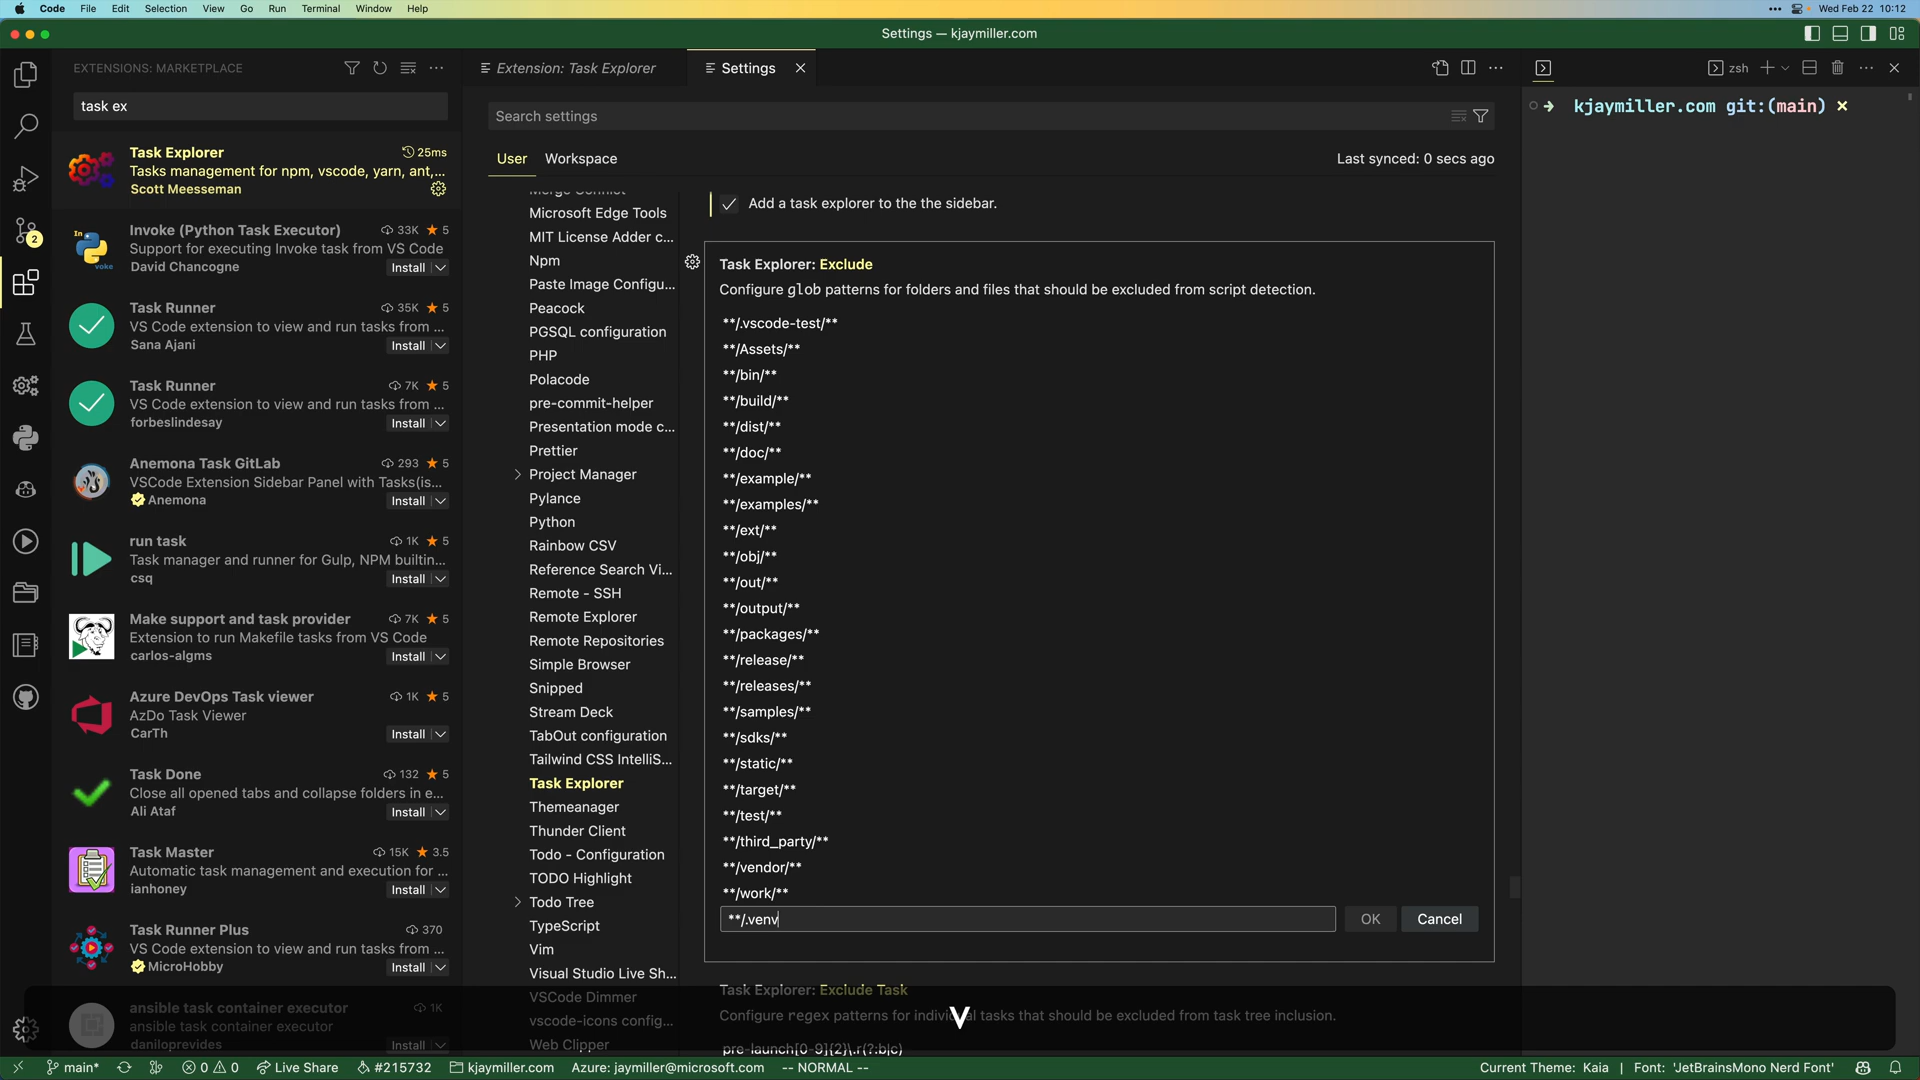 Code File Edit Selection View Go Run Terminal Window Help
Wed Feb 22 10:12
Settings — kjaymiller.com
EXTENSIONS: MARKETPLACE
task ex
Task Explorer 25ms
Tasks management for npm, vscode, yarn, ant,...
Scott Meesseman
Invoke (Python Task Executor) 33K 5
Support for executing Invoke task from VS Code
David Chancogne Install
Task Runner 35K 5
VS Code extension to view and run tasks from ...
Sana Ajani Install
Task Runner 7K 5
VS Code extension to view and run tasks from ...
forbeslindesay Install
Anemona Task GitLab 293 5
VSCode Extension Sidebar Panel with Tasks(is...
Anemona Install
run task 1K 5
Task manager and runner for Gulp, NPM builtin...
csq Install
Make support and task provider 7K 5
Extension to run Makefile tasks from VS Code
carlos-algms Install
Azure DevOps Task viewer 1K 5
AzDo Task Viewer
CarTh Install
Task Done 132 5
Close all opened tabs and collapse folders in e...
Ali Ataf Install
Task Master 15K 3.5
Automatic task management and execution for ...
ianhoney Install
Task Runner Plus 370
VS Code extension to view and run tasks from ...
MicroHobby Install
ansible task container executor 1K
ansible task container executor
daniloprevides Install
Extension: Task Explorer
Settings
Search settings
User Workspace
Last synced: 0 secs ago
Merge Conflict
Microsoft Edge Tools
MIT License Adder c...
Npm
Paste Image Configu...
Peacock
PGSQL configuration
PHP
Polacode
pre-commit-helper
Presentation mode c...
Prettier
Project Manager
Pylance
Python
Rainbow CSV
Reference Search Vi...
Remote - SSH
Remote Explorer
Remote Repositories
Simple Browser
Snipped
Stream Deck
TabOut configuration
Tailwind CSS IntelliS...
Task Explorer
Themeanager
Thunder Client
Todo - Configuration
TODO Highlight
Todo Tree
TypeScript
Vim
Visual Studio Live Sh...
VSCode Dimmer
vscode-icons config...
Web Clipper
Add a task explorer to the the sidebar.
Task Explorer: Exclude
Configure glob patterns for folders and files that should be excluded from script detection.
**/.vscode-test/**
**/Assets/**
**/bin/**
**/build/**
**/dist/**
**/doc/**
**/example/**
**/examples/**
**/ext/**
**/obj/**
**/out/**
**/output/**
**/packages/**
**/release/**
**/releases/**
**/samples/**
**/sdks/**
**/static/**
**/target/**
**/test/**
**/third_party/**
**/vendor/**
**/work/**
**/.venv
OK Cancel
Task Explorer: Exclude Task
Configure regex patterns for individual tasks that should be excluded from task tree inclusion.
pre-launch[0-9]{2}\.r(?:b|c)
V
zsh
kjaymiller.com git:(main) ×
2
main* 0 0 Live Share #215732 kjaymiller.com Azure: jaymiller@microsoft.com -- NORMAL --
Current Theme: Kaia | Font: 'JetBrainsMono Nerd Font'